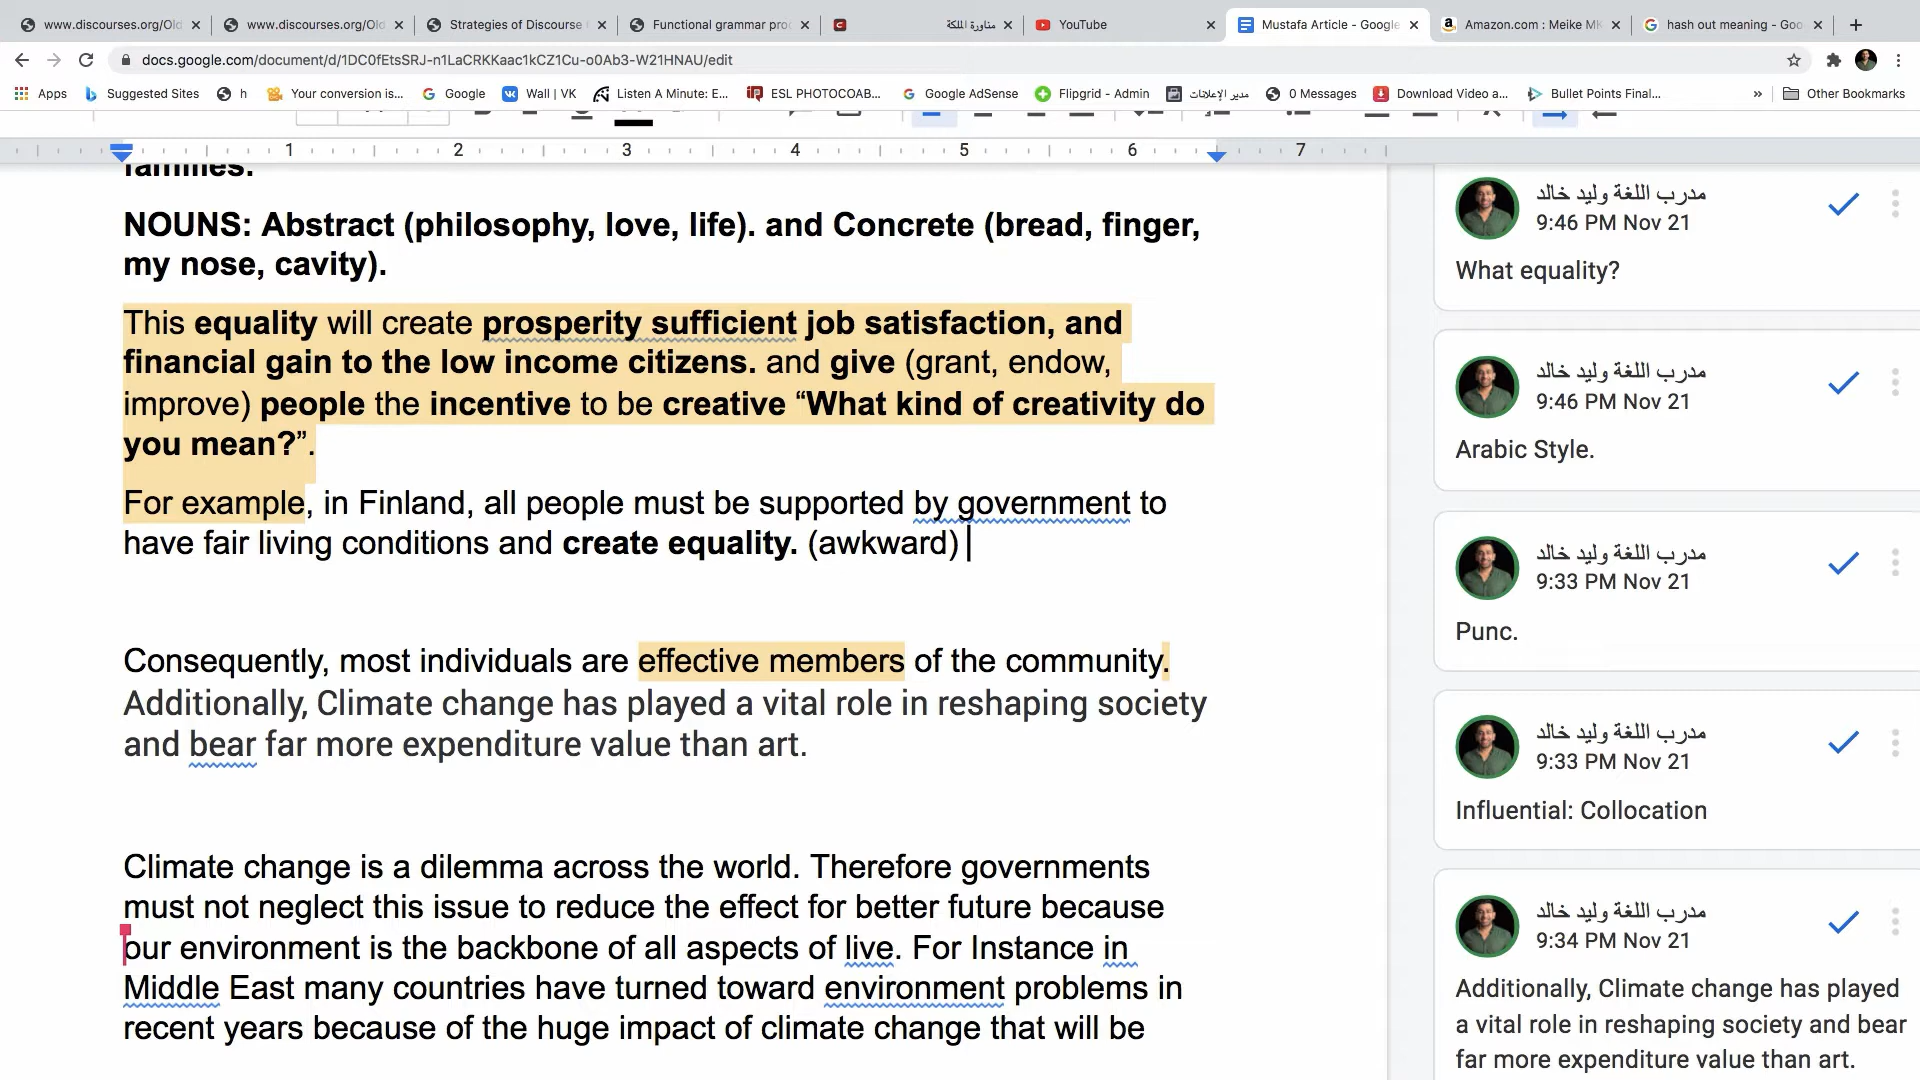 www.discourses.org/Old
www.discourses.org/Old
Strategies of Discourse
Functional grammar pro
مناورة الملكة
YouTube
Mustafa Article - Google
Amazon.com : Meike MK
hash out meaning - Goo
docs.google.com/document/d/1DC0fEtsSRJ-n1LaCRKKaac1kCZ1Cu-o0Ab3-W21HNAU/edit
Apps
Suggested Sites
h
Your conversion is...
Google
Wall | VK
Listen A Minute: E...
ESL PHOTOCOAB...
Google AdSense
Flipgrid - Admin
مدير الإعلانات
0 Messages
Download Video a...
Bullet Points Final...
»
Other Bookmarks
1 2 3 4 5 6 7
families.
NOUNS: Abstract (philosophy, love, life). and Concrete (bread, finger,
my nose, cavity).
This equality will create prosperity sufficient job satisfaction, and
financial gain to the low income citizens. and give (grant, endow,
improve) people the incentive to be creative “What kind of creativity do
you mean?”.
For example, in Finland, all people must be supported by government to
have fair living conditions and create equality. (awkward)
Consequently, most individuals are effective members of the community.
Additionally, Climate change has played a vital role in reshaping society
and bear far more expenditure value than art.
Climate change is a dilemma across the world. Therefore governments
must not neglect this issue to reduce the effect for better future because
our environment is the backbone of all aspects of live. For Instance in
Middle East many countries have turned toward environment problems in
recent years because of the huge impact of climate change that will be
مدرب اللغة وليد خالد
9:46 PM Nov 21
What equality?
مدرب اللغة وليد خالد
9:46 PM Nov 21
Arabic Style.
مدرب اللغة وليد خالد
9:33 PM Nov 21
Punc.
مدرب اللغة وليد خالد
9:33 PM Nov 21
Influential: Collocation
مدرب اللغة وليد خالد
9:34 PM Nov 21
Additionally, Climate change has played
a vital role in reshaping society and bear
far more expenditure value than art.